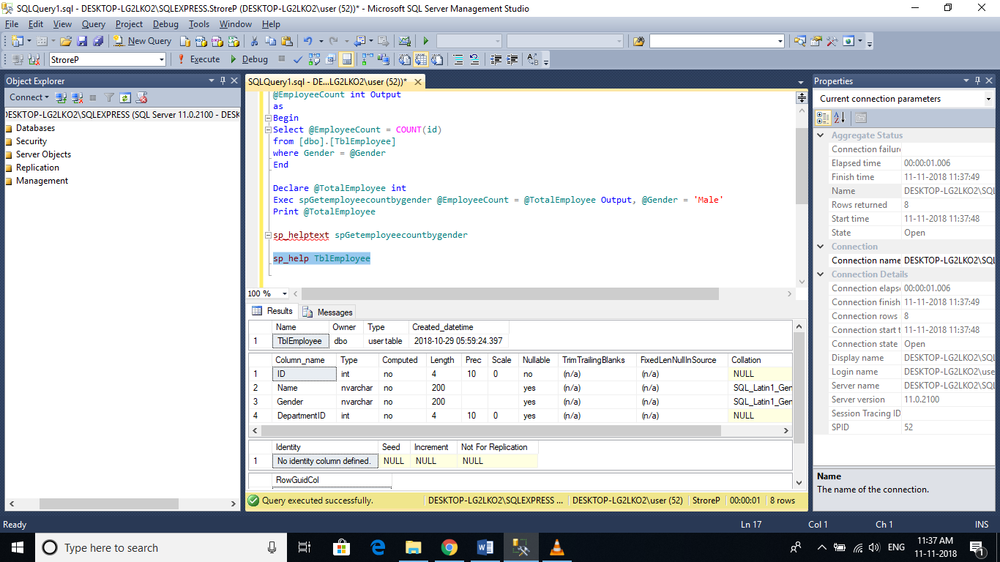 SQLQuery1.sql - DESKTOP-LG2LKO2\SQLEXPRESS.StroreP (DESKTOP-LG2LKO2\user (52))* - Microsoft SQL Server Management Studio
File Edit View Query Project Debug Tools Window Help
New Query
StroreP Execute Debug
Object Explorer
Connect
DESKTOP-LG2LKO2\SQLEXPRESS (SQL Server 11.0.2100 - DESK
Databases
Security
Server Objects
Replication
Management
SQLQuery1.sql - DE...LG2LKO2\user (52))*
@EmployeeCount int Output
as
Begin
Select @EmployeeCount = COUNT(id)
from [dbo].[TblEmployee]
where Gender = @Gender
End
Declare @TotalEmployee int
Exec spGetemployeecountbygender @EmployeeCount = @TotalEmployee Output, @Gender = 'Male'
Print @TotalEmployee
sp_helptext spGetemployeecountbygender
sp_help TblEmployee
100 %
Results Messages
Name Owner Type Created_datetime
1 TblEmployee dbo user table 2018-10-29 05:59:24.397
Column_name Type Computed Length Prec Scale Nullable TrimTrailingBlanks FixedLenNullInSource Collation
1 ID int no 4 10 0 no (n/a) (n/a) NULL
2 Name nvarchar no 200 yes (n/a) (n/a) SQL_Latin1_Gen
3 Gender nvarchar no 200 yes (n/a) (n/a) SQL_Latin1_Gen
4 DepartmentID int no 4 10 0 yes (n/a) (n/a) NULL
Identity Seed Increment Not For Replication
1 No identity column defined. NULL NULL NULL
RowGuidCol
Query executed successfully. DESKTOP-LG2LKO2\SQLEXPRESS ... DESKTOP-LG2LKO2\user (52) StroreP 00:00:01 8 rows
Properties
Current connection parameters
Aggregate Status
Connection failure
Elapsed time 00:00:01.006
Finish time 11-11-2018 11:37:49
Name DESKTOP-LG2LKO2\SQL
Rows returned 8
Start time 11-11-2018 11:37:48
State Open
Connection
Connection name DESKTOP-LG2LKO2\SQL
Connection Details
Connection elaps 00:00:01.006
Connection finish 11-11-2018 11:37:49
Connection rows 8
Connection start t 11-11-2018 11:37:48
Connection state Open
Display name DESKTOP-LG2LKO2\SQL
Login name DESKTOP-LG2LKO2\use
Server name DESKTOP-LG2LKO2\SQL
Server version 11.0.2100
Session Tracing ID
SPID 52
Name
The name of the connection.
Ready Ln 17 Col 1 Ch 1 INS
Type here to search
ENG 11:37 AM
11-11-2018
1